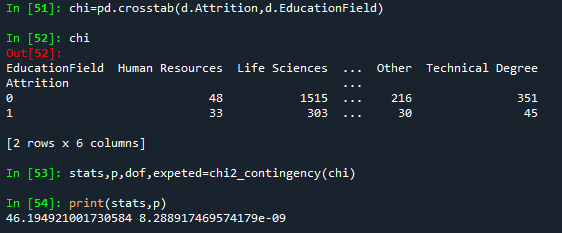 In [51]: chi=pd.crosstab(d.Attrition,d.EducationField)
In [52]: chi
Out[52]:
EducationField  Human Resources  Life Sciences  ...  Other  Technical Degree
Attrition                                       ...
0                            48           1515  ...    216               351
1                            33            303  ...     30                45
[2 rows x 6 columns]
In [53]: stats,p,dof,expeted=chi2_contingency(chi)
In [54]: print(stats,p)
46.194921001730584 8.288917469574179e-09